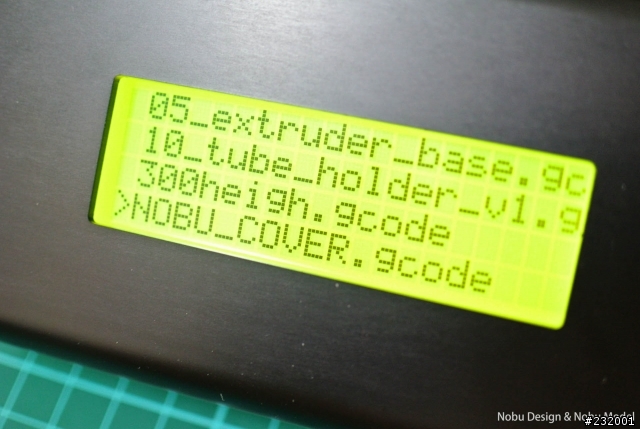 05_extruder_base.gc
10_tube_holder_v1.g
300heigh.gcode
>NOBU_COVER.gcode
Nobu Design & Nobu Model
#232001